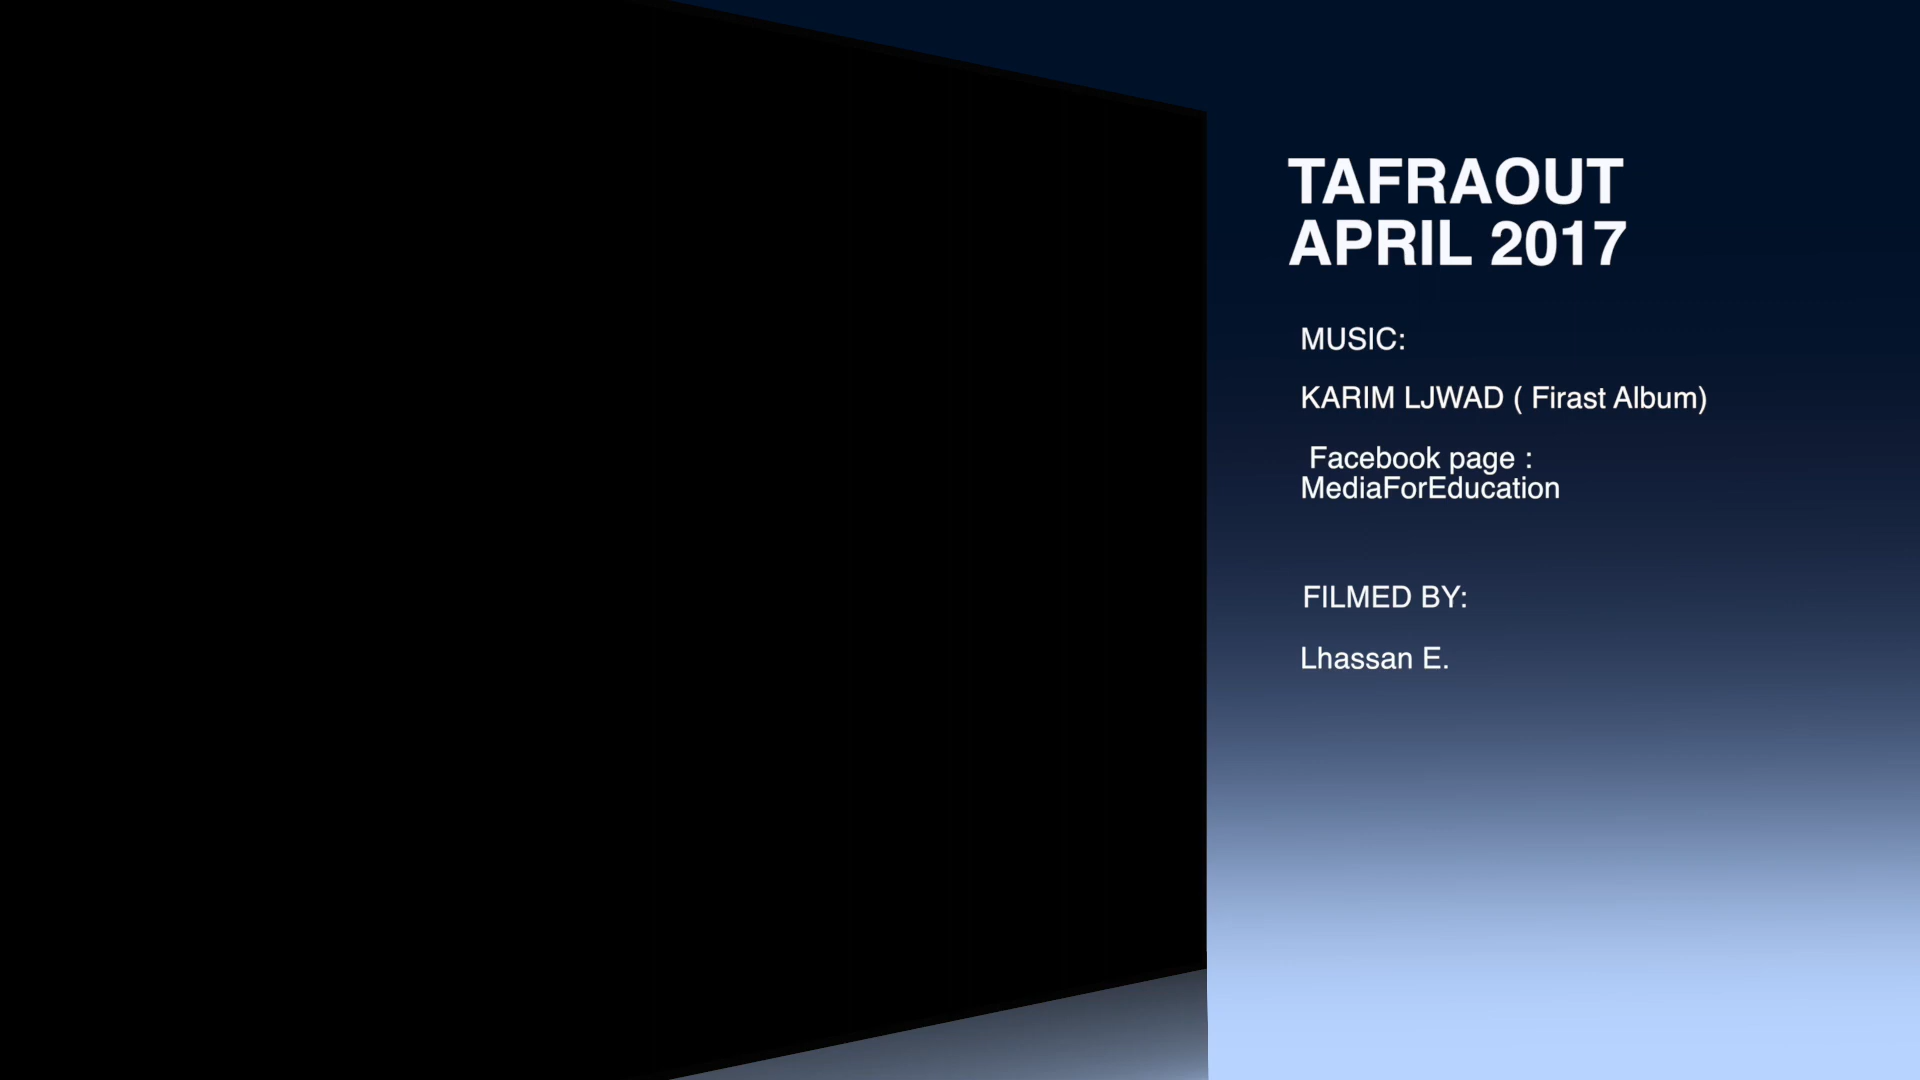 TAFRAOUT
APRIL 2017
MUSIC:
KARIM LJWAD ( Firast Album)
Facebook page :
MediaForEducation
FILMED BY:
Lhassan E.